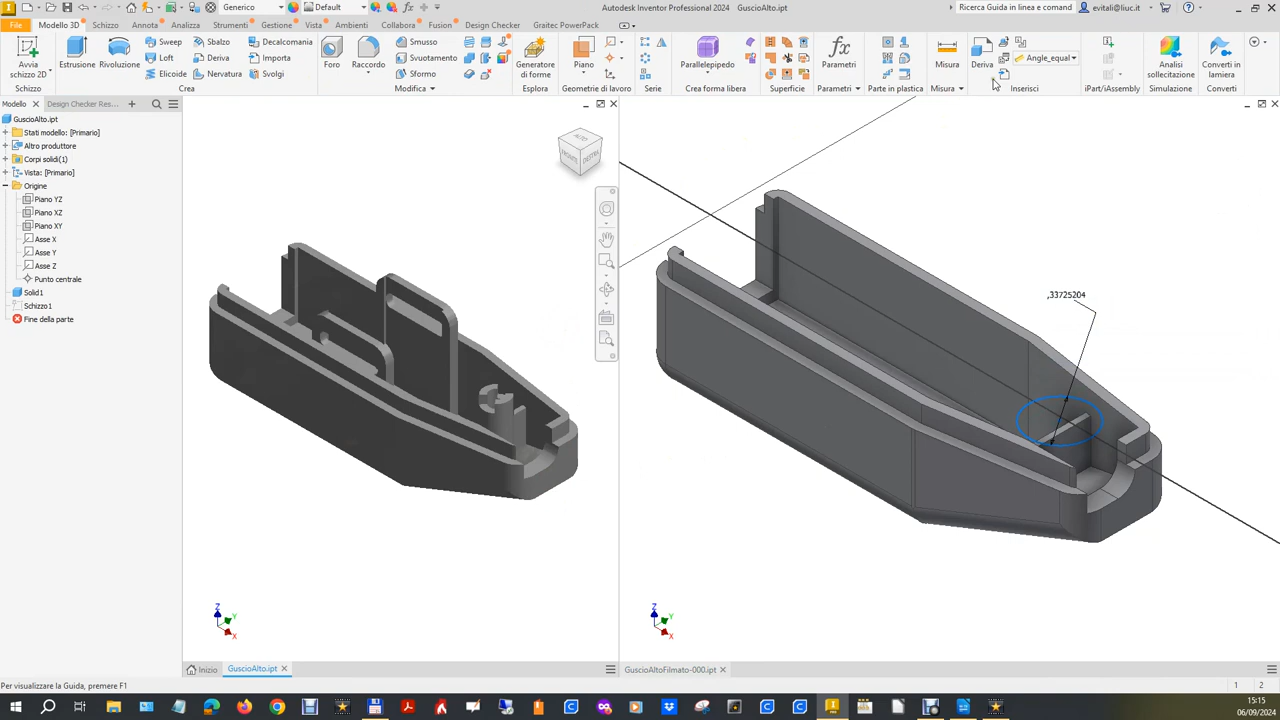 Generico
Default
Autodesk Inventor Professional 2024
GuscioAlto.ipt
Ricerca Guida in linea e comand
evitali@liuc.it
File
Modello 3D
Schizzo
Annota
Analizza
Strumenti
Gestione
Vista
Ambienti
Collabora
Fusion
Design Checker
Graitec PowerPack
Avvia
schizzo 2D
Estrusione
Rivoluzione
Sweep
Loft
Elicoide
Sbalzo
Deriva
Nervatura
Decalcomania
Importa
Svolgi
Crea
Foro
Raccordo
Smusso
Svuotamento
Sformo
Modifica
Generatore
di forme
Esplora
Piano
Geometria di lavoro
Serie
Parallelepipedo
Crea forma libera
Superficie
Parametri
fx
Parametri
Parte in plastica
Misura
Misura
Deriva
Angle_equal
Inserisci
iPart/iAssembly
Analisi
sollecitazione
Simulazione
Converti in
lamiera
Converti
Modello
Design Checker Res...
GuscioAlto.ipt
Stati modello: [Primario]
Altro produttore
Corpi solidi(1)
Vista: [Primario]
Origine
Piano YZ
Piano XZ
Piano XY
Asse X
Asse Y
Asse Z
Punto centrale
Solid1
Schizzo1
Fine della parte
ALTO
FRONTE
DESTRA
,33725204
Z
Y
X
Z
Y
X
Inizio
GuscioAlto.ipt
GuscioAltoFilmato-000.ipt
Per visualizzare la Guida, premere F1
1
2
15:15
06/09/2024